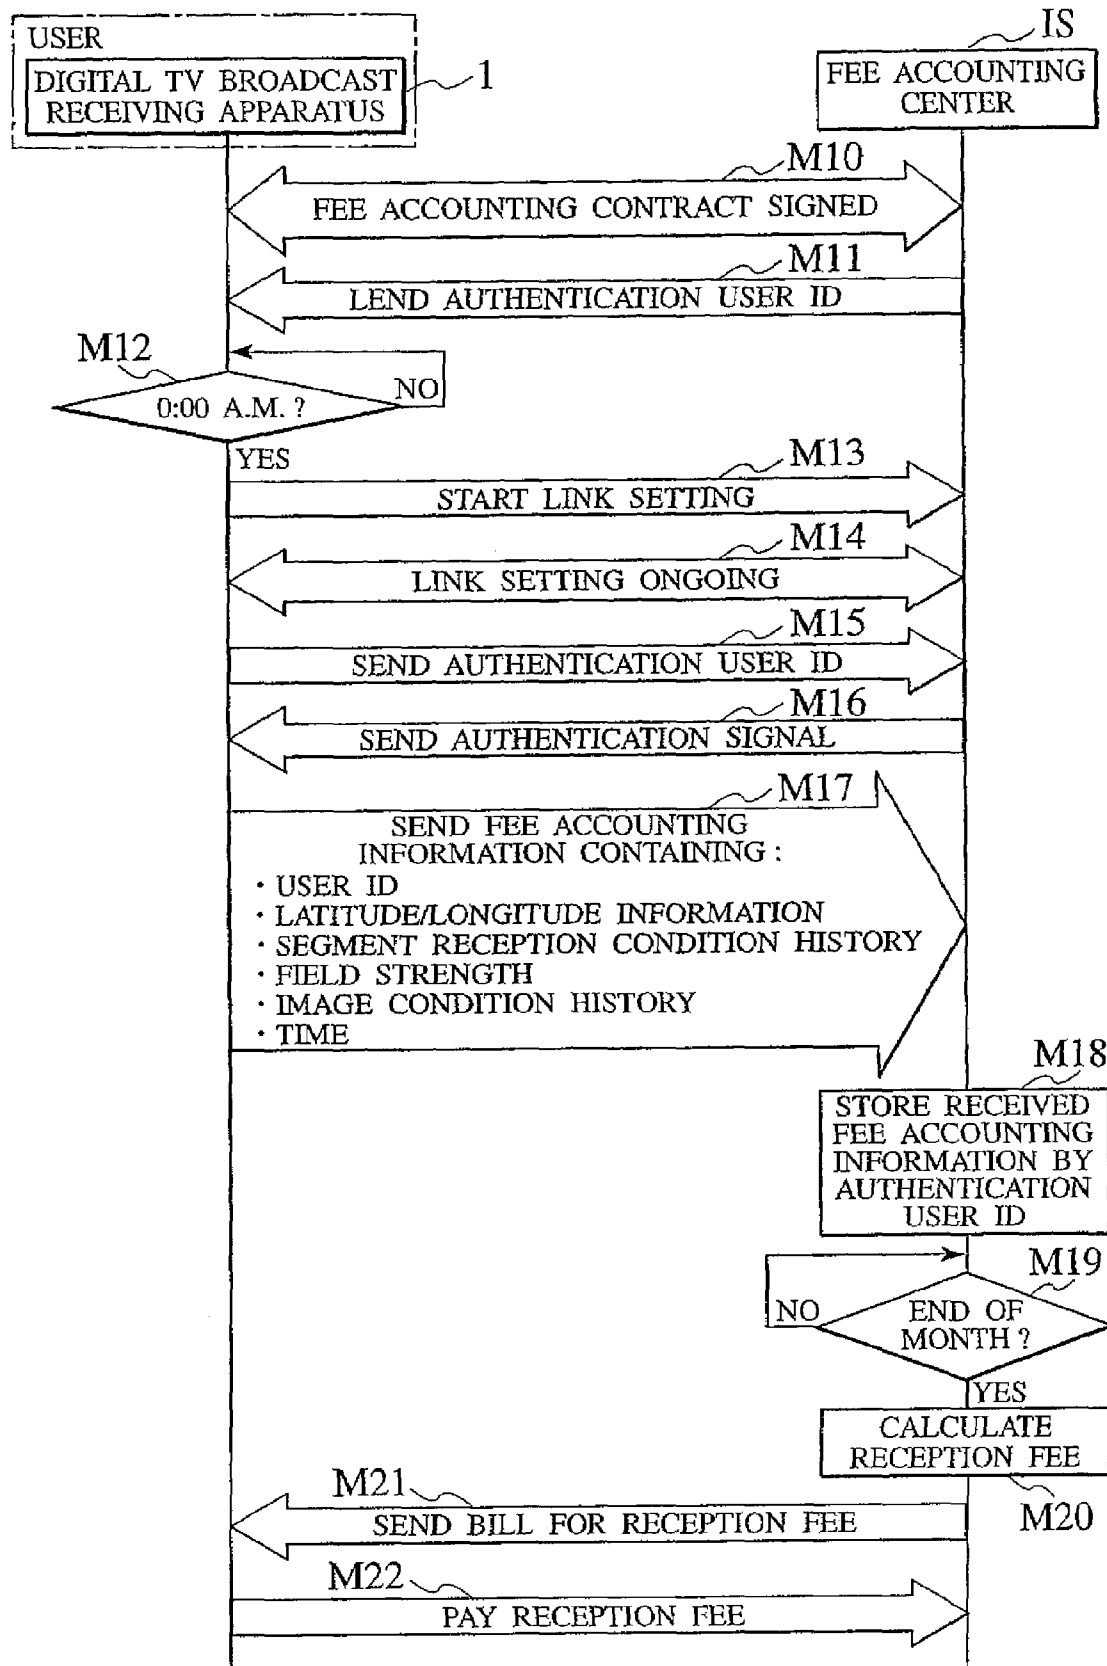 USER
DIGITAL TV BROADCAST
RECEIVING APPARATUS
1
IS
FEE ACCOUNTING
CENTER
M10
FEE ACCOUNTING CONTRACT SIGNED
M11
LEND AUTHENTICATION USER ID
M12
0:00 A.M. ?
NO
YES
M13
START LINK SETTING
M14
LINK SETTING ONGOING
M15
SEND AUTHENTICATION USER ID
M16
SEND AUTHENTICATION SIGNAL
M17
SEND FEE ACCOUNTING
INFORMATION CONTAINING :
・USER ID
・LATITUDE/LONGITUDE INFORMATION
・SEGMENT RECEPTION CONDITION HISTORY
・FIELD STRENGTH
・IMAGE CONDITION HISTORY
・TIME
M18
STORE RECEIVED
FEE ACCOUNTING
INFORMATION BY
AUTHENTICATION
USER ID
M19
NO
END OF
MONTH ?
YES
CALCULATE
RECEPTION FEE
M20
M21
SEND BILL FOR RECEPTION FEE
M22
PAY RECEPTION FEE